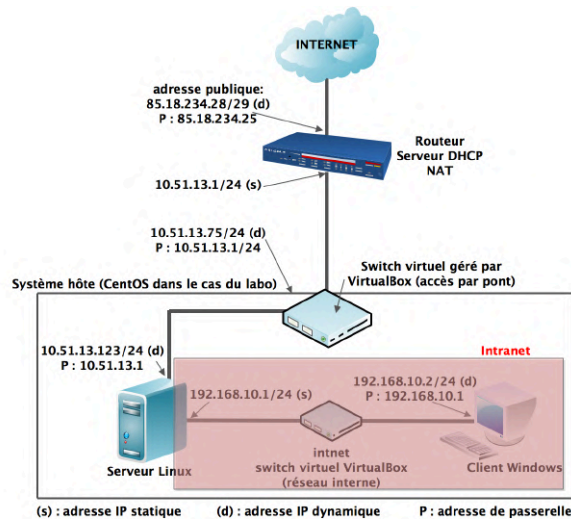 INTERNET
adresse publique:
85.18.234.28/29 (d)
P : 85.18.234.25
Routeur
Serveur DHCP
NAT
10.51.13.1/24 (s)
10.51.13.75/24 (d)
P : 10.51.13.1/24
Switch virtuel géré par
VirtualBox (accès par pont)
Système hôte (CentOS dans le cas du labo)
10.51.13.123/24 (d)
P : 10.51.13.1
Intranet
192.168.10.1/24 (s)
192.168.10.2/24 (d)
P : 192.168.10.1
Serveur Linux
intnet
switch virtuel VirtualBox
(réseau interne)
Client Windows
(s) : adresse IP statique
(d) : adresse IP dynamique
P : adresse de passerelle